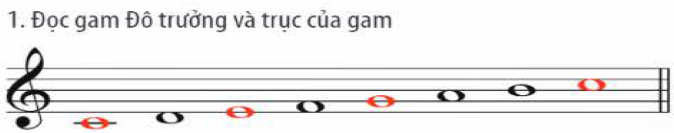 1. Đọc gam Đô trưởng và trục của gam